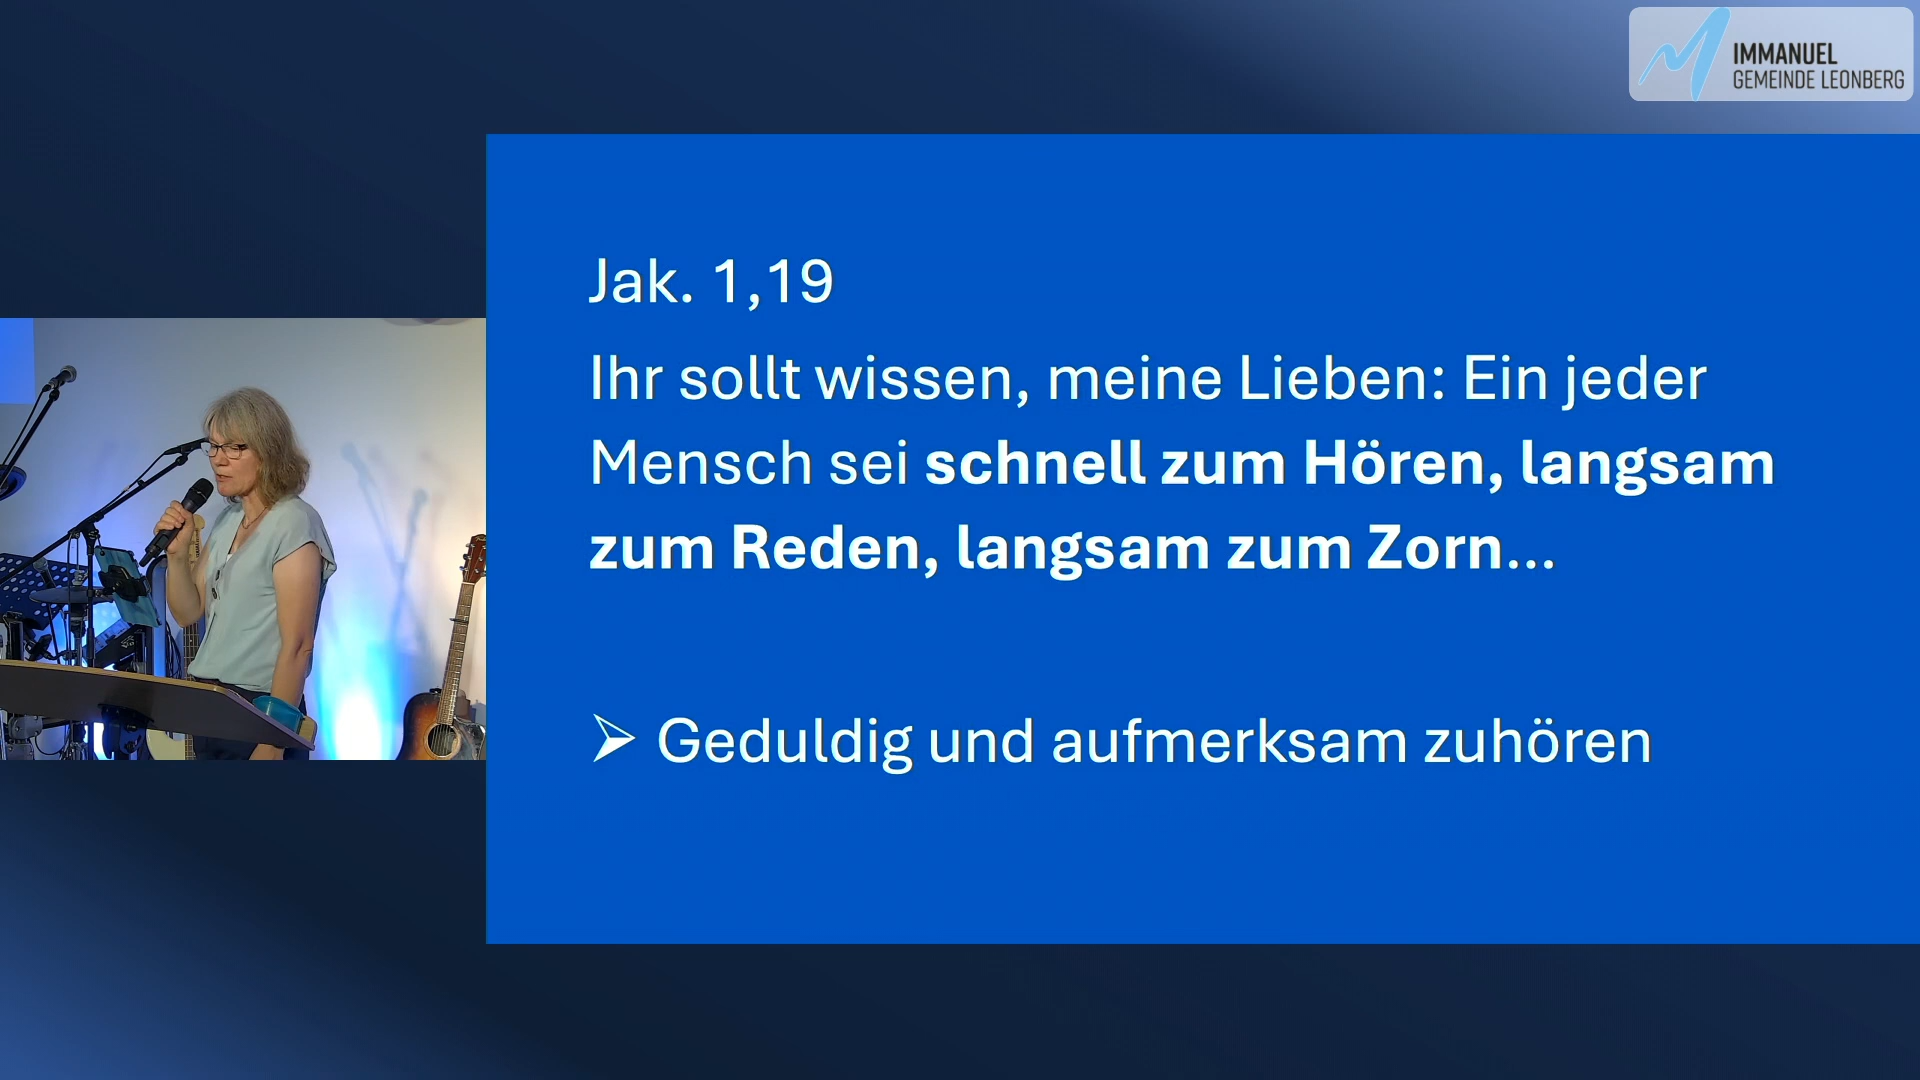 IMMANUEL
GEMEINDE LEONBERG
Jak. 1,19
Ihr sollt wissen, meine Lieben: Ein jeder
Mensch sei schnell zum Hören, langsam
zum Reden, langsam zum Zorn...
➢ Geduldig und aufmerksam zuhören